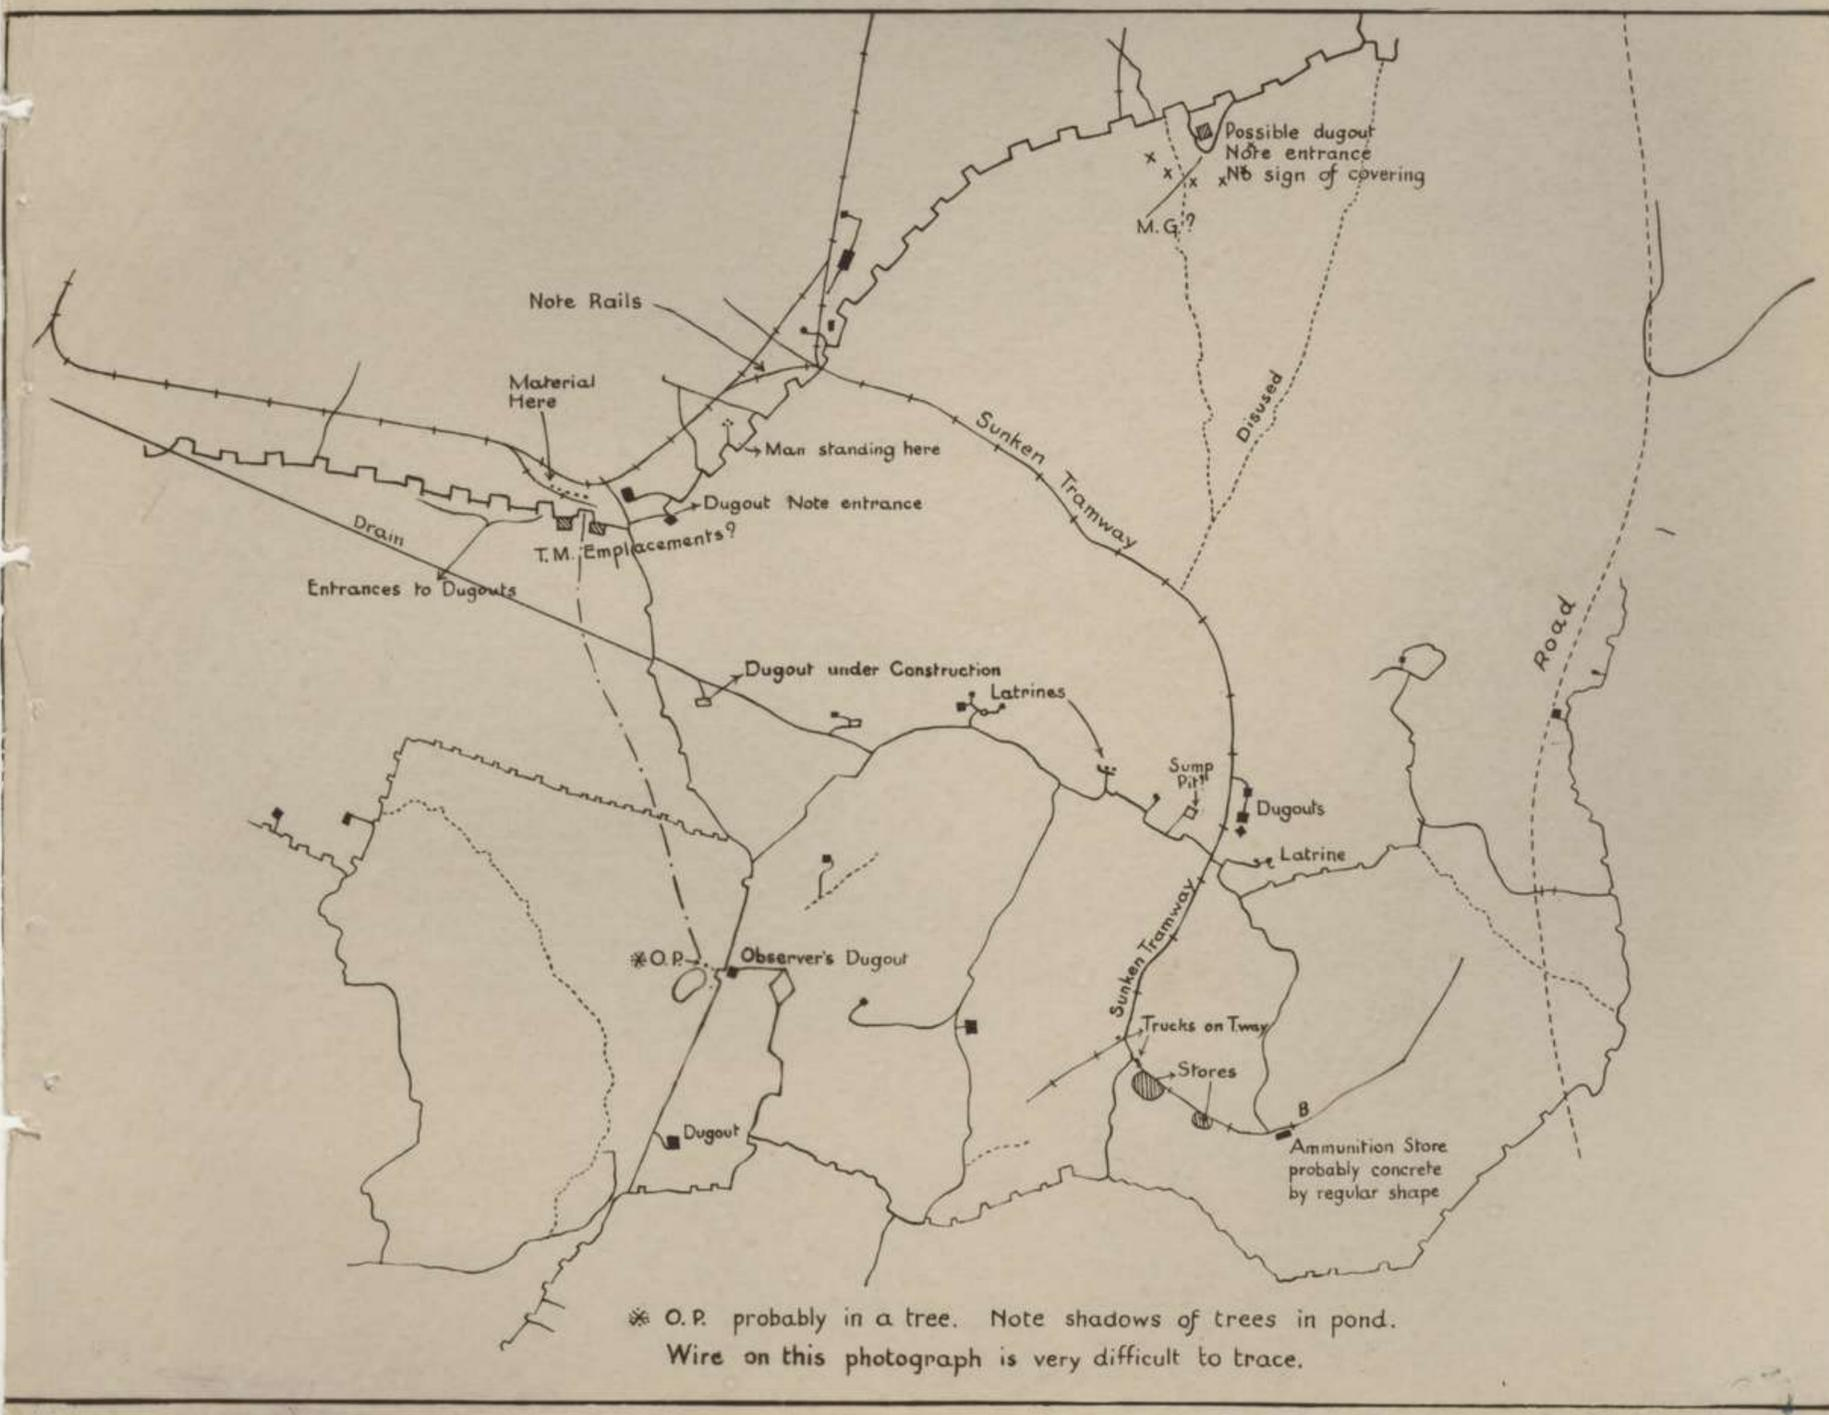 Possible dugout
Note entrance
No sign of covering
M.G.?
Note Rails
Material
Here
Man standing here
Sunken Tramway
Disused
Dugout Note entrance
Drain
T.M. Emplacements?
Entrances to Dugouts
Road
Dugout under Construction
Latrines
Sump
Pit
Dugouts
Latrine
Sunken Tramway
※ O.P.
Observer's Dugout
Trucks on T.way
Stores
B
Dugout
Ammunition Store
probably concrete
by regular shape
※ O.P. probably in a tree. Note shadows of trees in pond.
Wire on this photograph is very difficult to trace.